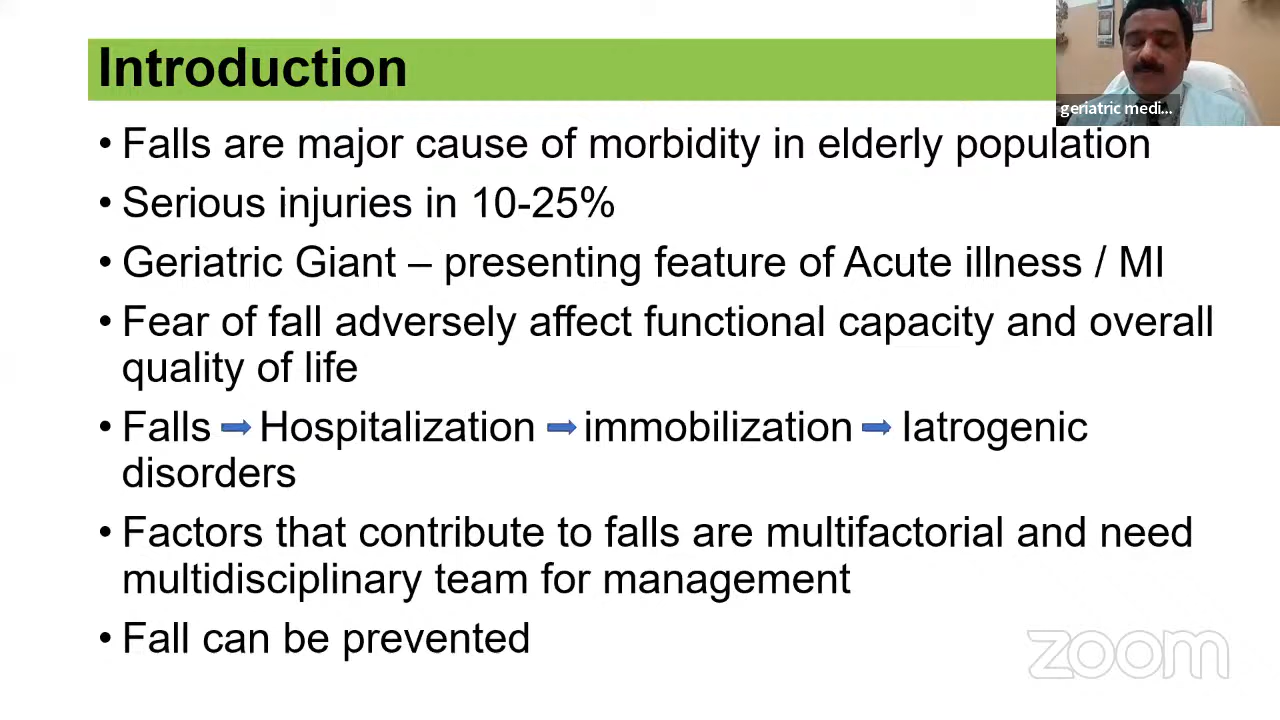 Introduction
geriatric medi...
• Falls are major cause of morbidity in elderly population
• Serious injuries in 10-25%
• Geriatric Giant – presenting feature of Acute illness / MI
• Fear of fall adversely affect functional capacity and overall
quality of life
• Falls ➡ Hospitalization ➡ immobilization ➡ Iatrogenic
disorders
• Factors that contribute to falls are multifactorial and need
multidisciplinary team for management
• Fall can be prevented
zoom